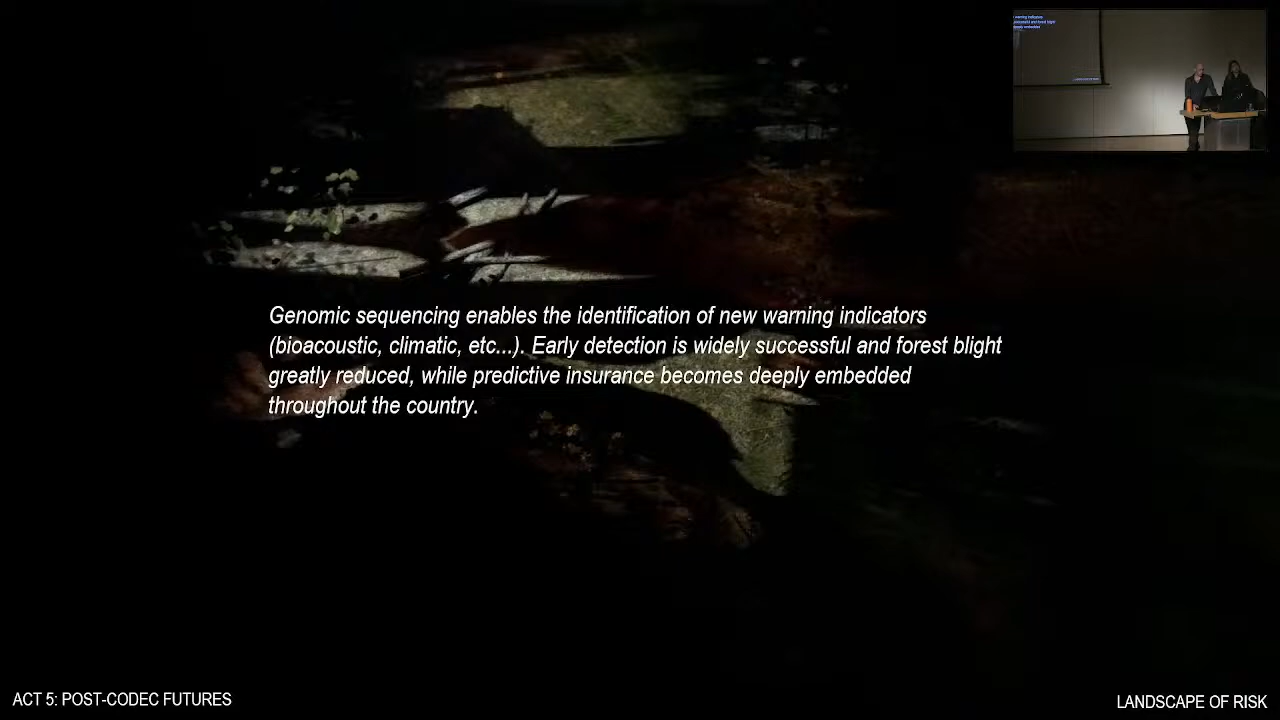 Genomic sequencing enables the identification of new warning indicators
(bioacoustic, climatic, etc...). Early detection is widely successful and forest blight
greatly reduced, while predictive insurance becomes deeply embedded
throughout the country.
ACT 5: POST-CODEC FUTURES
LANDSCAPE OF RISK